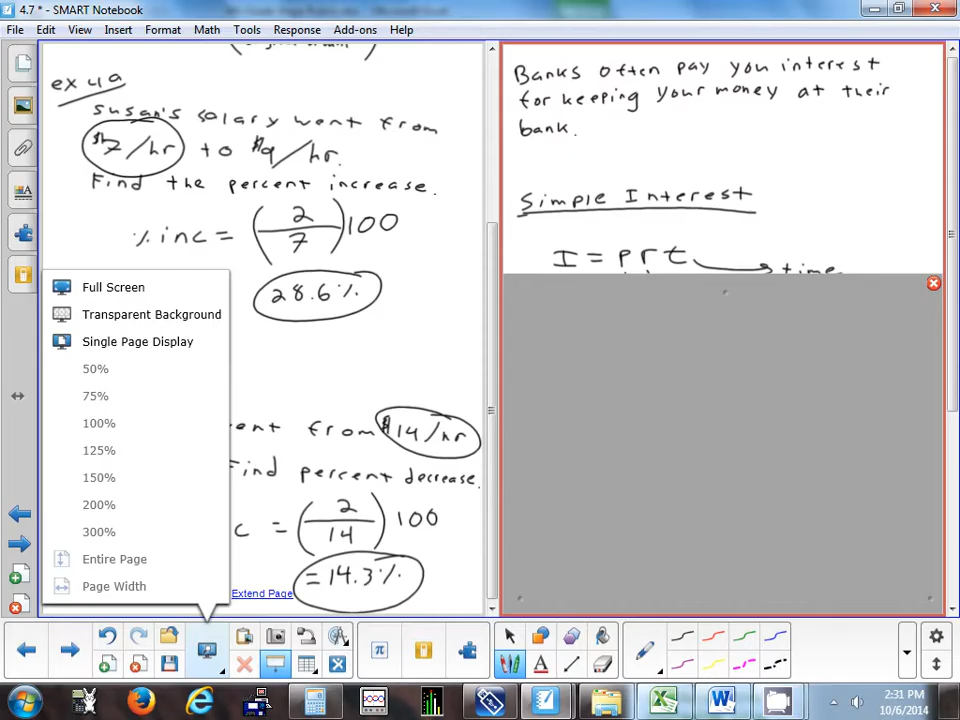 4.7 * - SMART Notebook
File Edit View Insert Format Math Tools Response Add-ons Help
ex 4a
Susan's salary went from
$7/hr to $9/hr.
Find the percent increase.
% inc = (2/7)100
28.6%
Full Screen
Transparent Background
Single Page Display
50%
75%
100%
125%
150%
200%
300%
Entire Page
Page Width
ent from $14/hr
Find percent decrease.
c = (2/14)100
= 14.3%
Extend Page
Banks often pay you interest
for keeping your money at their
bank.
Simple Interest
I = prt
time
2:31 PM
10/6/2014